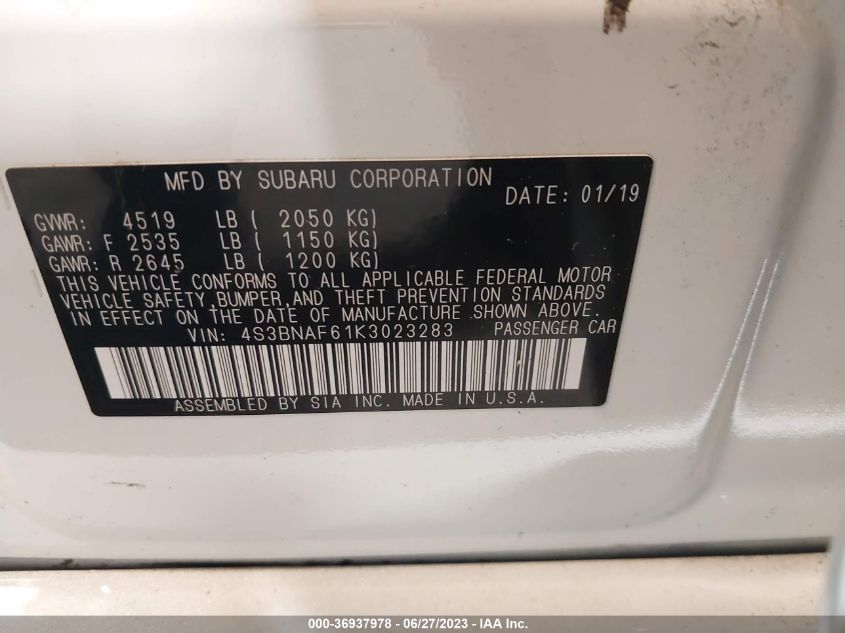 MFD BY SUBARU CORPORATION
DATE: 01/19
GVWR: 4519 LB ( 2050 KG)
GAWR: F 2535 LB ( 1150 KG)
GAWR: R 2645 LB ( 1200 KG)
THIS VEHICLE CONFORMS TO ALL APPLICABLE FEDERAL MOTOR
VEHICLE SAFETY,BUMPER,AND THEFT PREVENTION STANDARDS
IN EFFECT ON THE DATE OF MANUFACTURE SHOWN ABOVE.
VIN: 4S3BNAF61K3023283 PASSENGER CAR
ASSEMBLED BY SIA INC. MADE IN U.S.A.
000-36937978 - 06/27/2023 - IAA Inc.